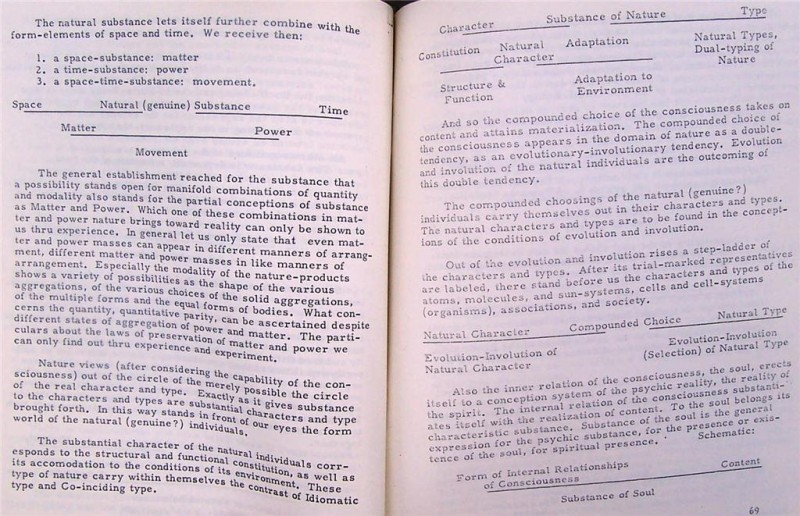 The natural substance lets itself further combine with the
form-elements of space and time. We receive then:
1. a space-substance: matter
2. a time-substance: power
3. a space-time-substance: movement.
Space Natural (genuine) Substance Time
Matter Power
Movement
The general establishment reached for the substance that
a possibility stands open for manifold combinations of quantity
and modality also stands for the partial conceptions of substance
as Matter and Power. Which one of these combinations in mat-
ter and power nature brings toward reality can only be shown to
us thru experience. In general let us only state that even mat-
ter and power masses can appear in different manners of arrang-
ment, different matter and power masses in like manners of
arrangement. Especially the modality of the nature-products
shows a variety of possibilities as the shape of the various
aggregations, of the various choices of the solid aggregations,
of the multiple forms and the equal forms of bodies. What con-
cerns the quantity, quantitative parity, can be ascertained despite
different states of aggregation of power and matter. The parti-
culars about the laws of preservation of matter and power we
can only find out thru experience and experiment.
Nature views (after considering the capability of the con-
sciousness) out of the circle of the merely possible the circle
of the real character and type. Exactly as it gives substance
to the characters and types are substantial characters and type
brought forth. In this way stands in front of our eyes the form
world of the natural (genuine?) individuals.
The substantial character of the natural individuals corr-
esponds to the structural and functional constitution, as well as
its accomodation to the conditions of its environment. These
type of nature carry within themselves the contrast of Idiomatic
type and Co-inciding type.
Character Substance of Nature Type
Constitution Natural Adaptation Natural Types,
Character Dual-typing of
Nature
Structure & Adaptation to
Function Environment
And so the compounded choice of the consciousness takes on
content and attains materialization. The compounded choice of
the consciousness appears in the domain of nature as a double-
tendency, as an evolutionary-involutionary tendency. Evolution
and involution of the natural individuals are the outcoming of
this double tendency.
The compounded choosings of the natural (genuine?)
individuals carry themselves out in their characters and types.
The natural characters and types are to be found in the concept-
ions of the conditions of evolution and involution.
Out of the evolution and involution rises a step-ladder of
the characters and types. After its trial-marked representatives
are labeled, there stand before us the characters and types of the
atoms, molecules, and sun-systems, cells and cell-systems
(organisms), associations, and society.
Natural Character Compounded Choice Natural Type
Evolution-Involution of Evolution-Involution
Natural Character (Selection) of Natural Type
Also the inner relation of the consciousness, the soul, erects
itself to a conception system of the psychic reality, the reality of
the spirit. The internal relation of the consciousness substanti-
ates itself with the realization of content. To the soul belongs its
characteristic substance. Substance of the soul is the general
expression for the psychic substance, for the presence or exis-
tence of the soul, for spiritual presence. Schematic:
Form of Internal Relationships Content
of Consciousness
Substance of Soul
69